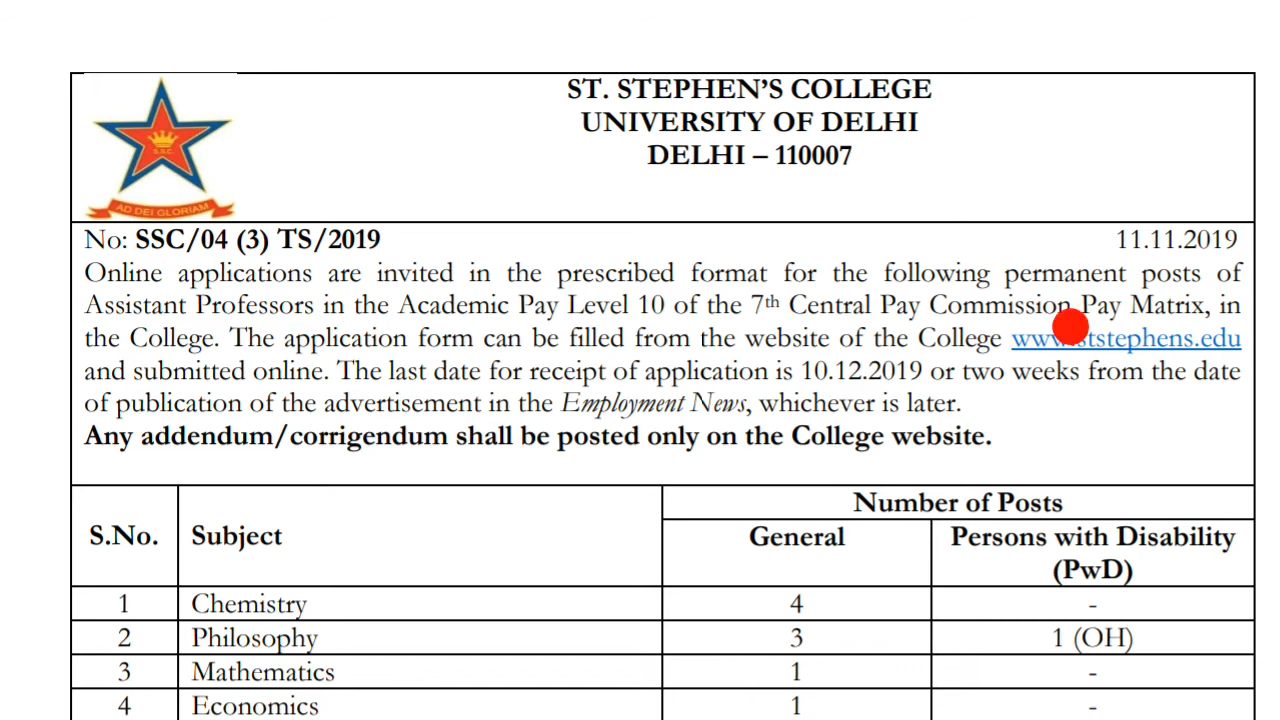 ST. STEPHEN'S COLLEGE
UNIVERSITY OF DELHI
DELHI – 110007
S.S.C.
AD DEI GLORIAM
No: SSC/04 (3) TS/2019 11.11.2019
Online applications are invited in the prescribed format for the following permanent posts of
Assistant Professors in the Academic Pay Level 10 of the 7th Central Pay Commission Pay Matrix, in
the College. The application form can be filled from the website of the College www.ststephens.edu
and submitted online. The last date for receipt of application is 10.12.2019 or two weeks from the date
of publication of the advertisement in the Employment News, whichever is later.
Any addendum/corrigendum shall be posted only on the College website.
Number of Posts
S.No. Subject General Persons with Disability
(PwD)
1 Chemistry 4 -
2 Philosophy 3 1 (OH)
3 Mathematics 1 -
4 Economics 1 -